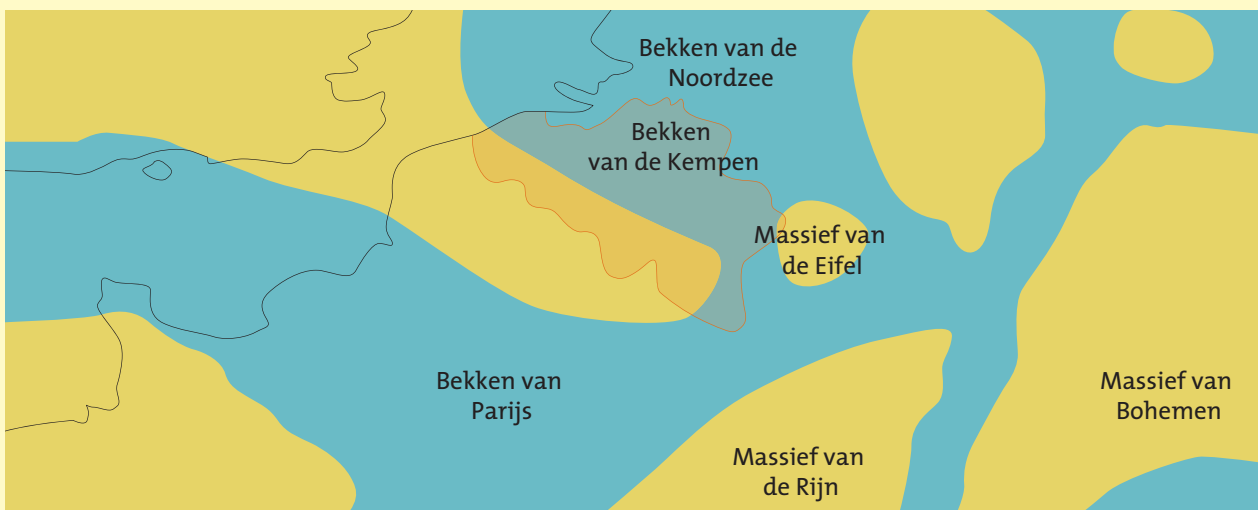 Bekken van de
Noordzee
Bekken
van de Kempen
Massief van
de Eifel
Bekken van
Parijs
Massief van
Bohemen
Massief van
de Rijn